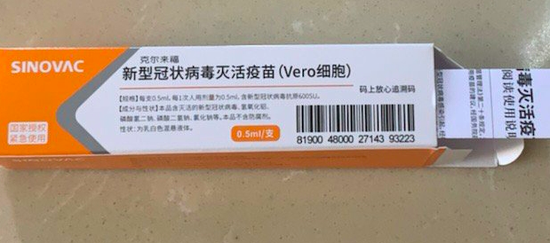 SINOVAC
克尔来福
新型冠状病毒灭活疫苗(Vero细胞)
码上放心追溯码
【规格】每支0.5ml。每1次人用剂量为0.5ml, 含新型冠状病毒抗原600SU。
【成分与性状】本品含灭活的新型冠状病毒、氢氧化铝、
磷酸氢二钠、磷酸二氢钠、氯化钠等。本品不含防腐剂。
性状:为乳白色混悬液体。
国家授权
紧急使用
0.5ml/支
81900 48000 27143 93223
毒灭活疫
阅读使用说明